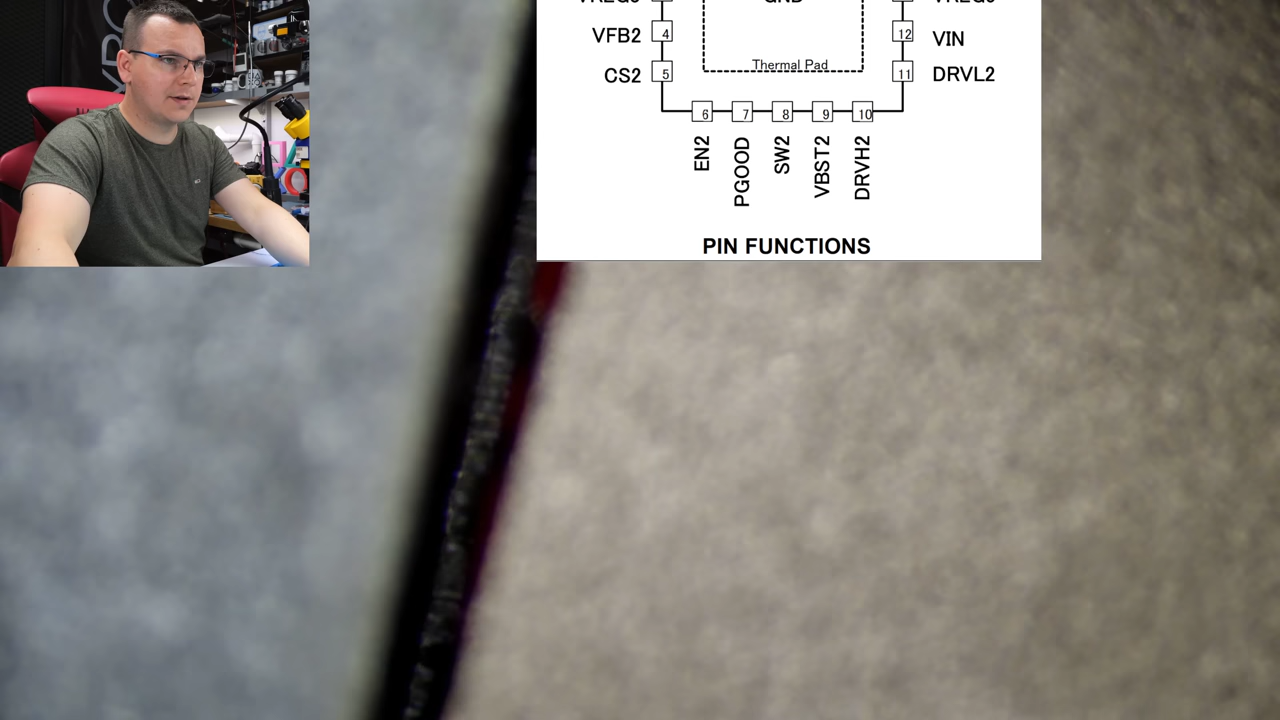 GND
VFB2 4 12 VIN
CS2 5 Thermal Pad 11 DRVL2
6 7 8 9 10
EN2
PGOOD
SW2
VBST2
DRVH2
PIN FUNCTIONS